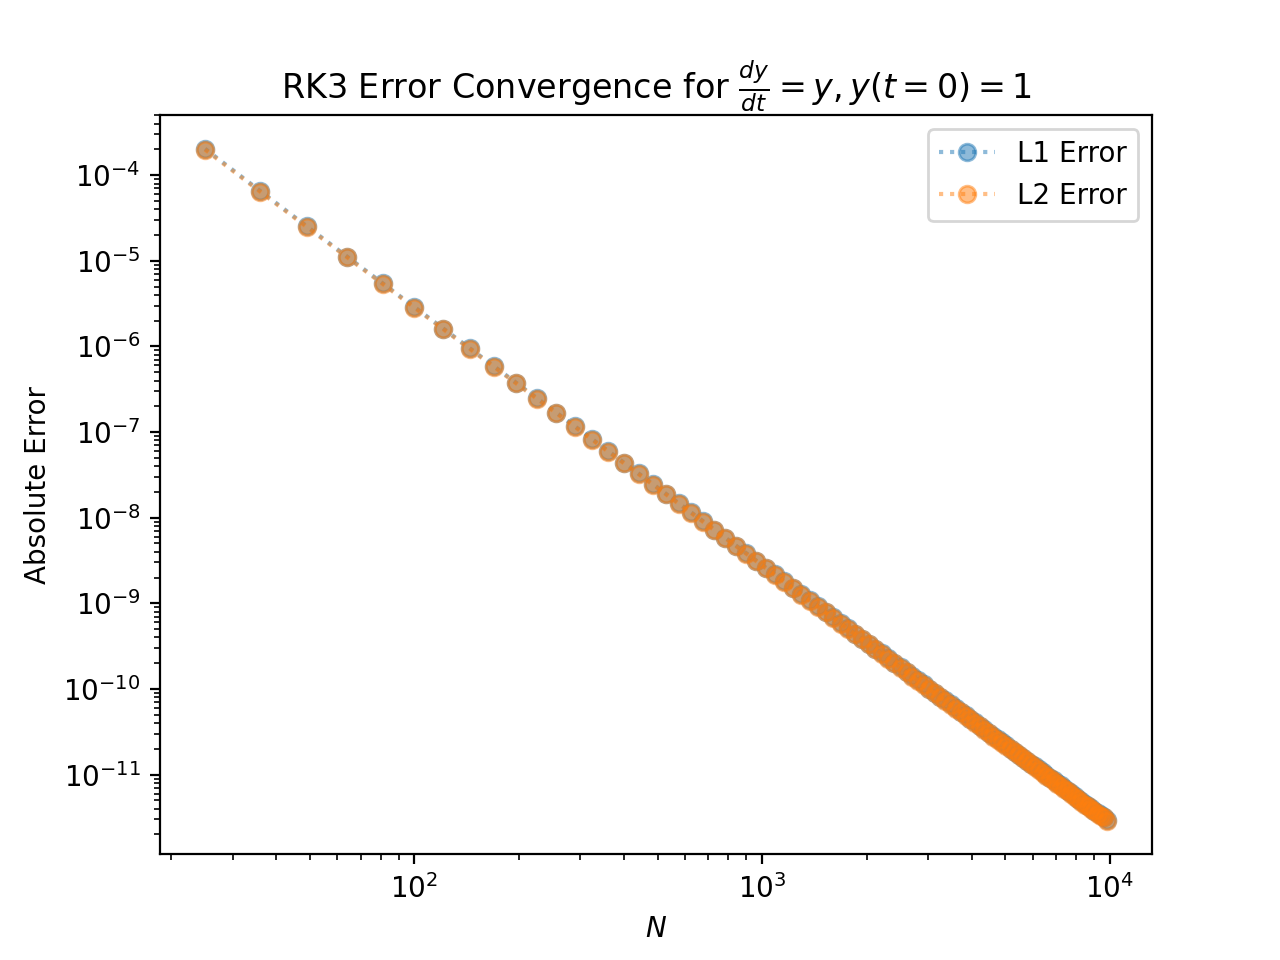 RK3 Error Convergence for $\frac{dy}{dt} = y, y(t = 0) = 1$
L1 Error
L2 Error
Absolute Error
10^{-4}
10^{-5}
10^{-6}
10^{-7}
10^{-8}
10^{-9}
10^{-10}
10^{-11}
10^2
10^3
10^4
N